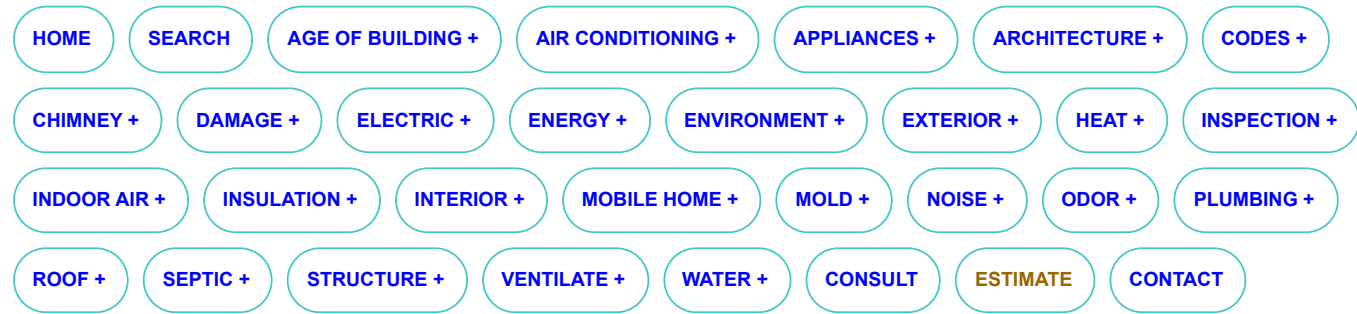 HOME SEARCH AGE OF BUILDING + AIR CONDITIONING + APPLIANCES + ARCHITECTURE + CODES +
CHIMNEY + DAMAGE + ELECTRIC + ENERGY + ENVIRONMENT + EXTERIOR + HEAT + INSPECTION +
INDOOR AIR + INSULATION + INTERIOR + MOBILE HOME + MOLD + NOISE + ODOR + PLUMBING +
ROOF + SEPTIC + STRUCTURE + VENTILATE + WATER + CONSULT ESTIMATE CONTACT